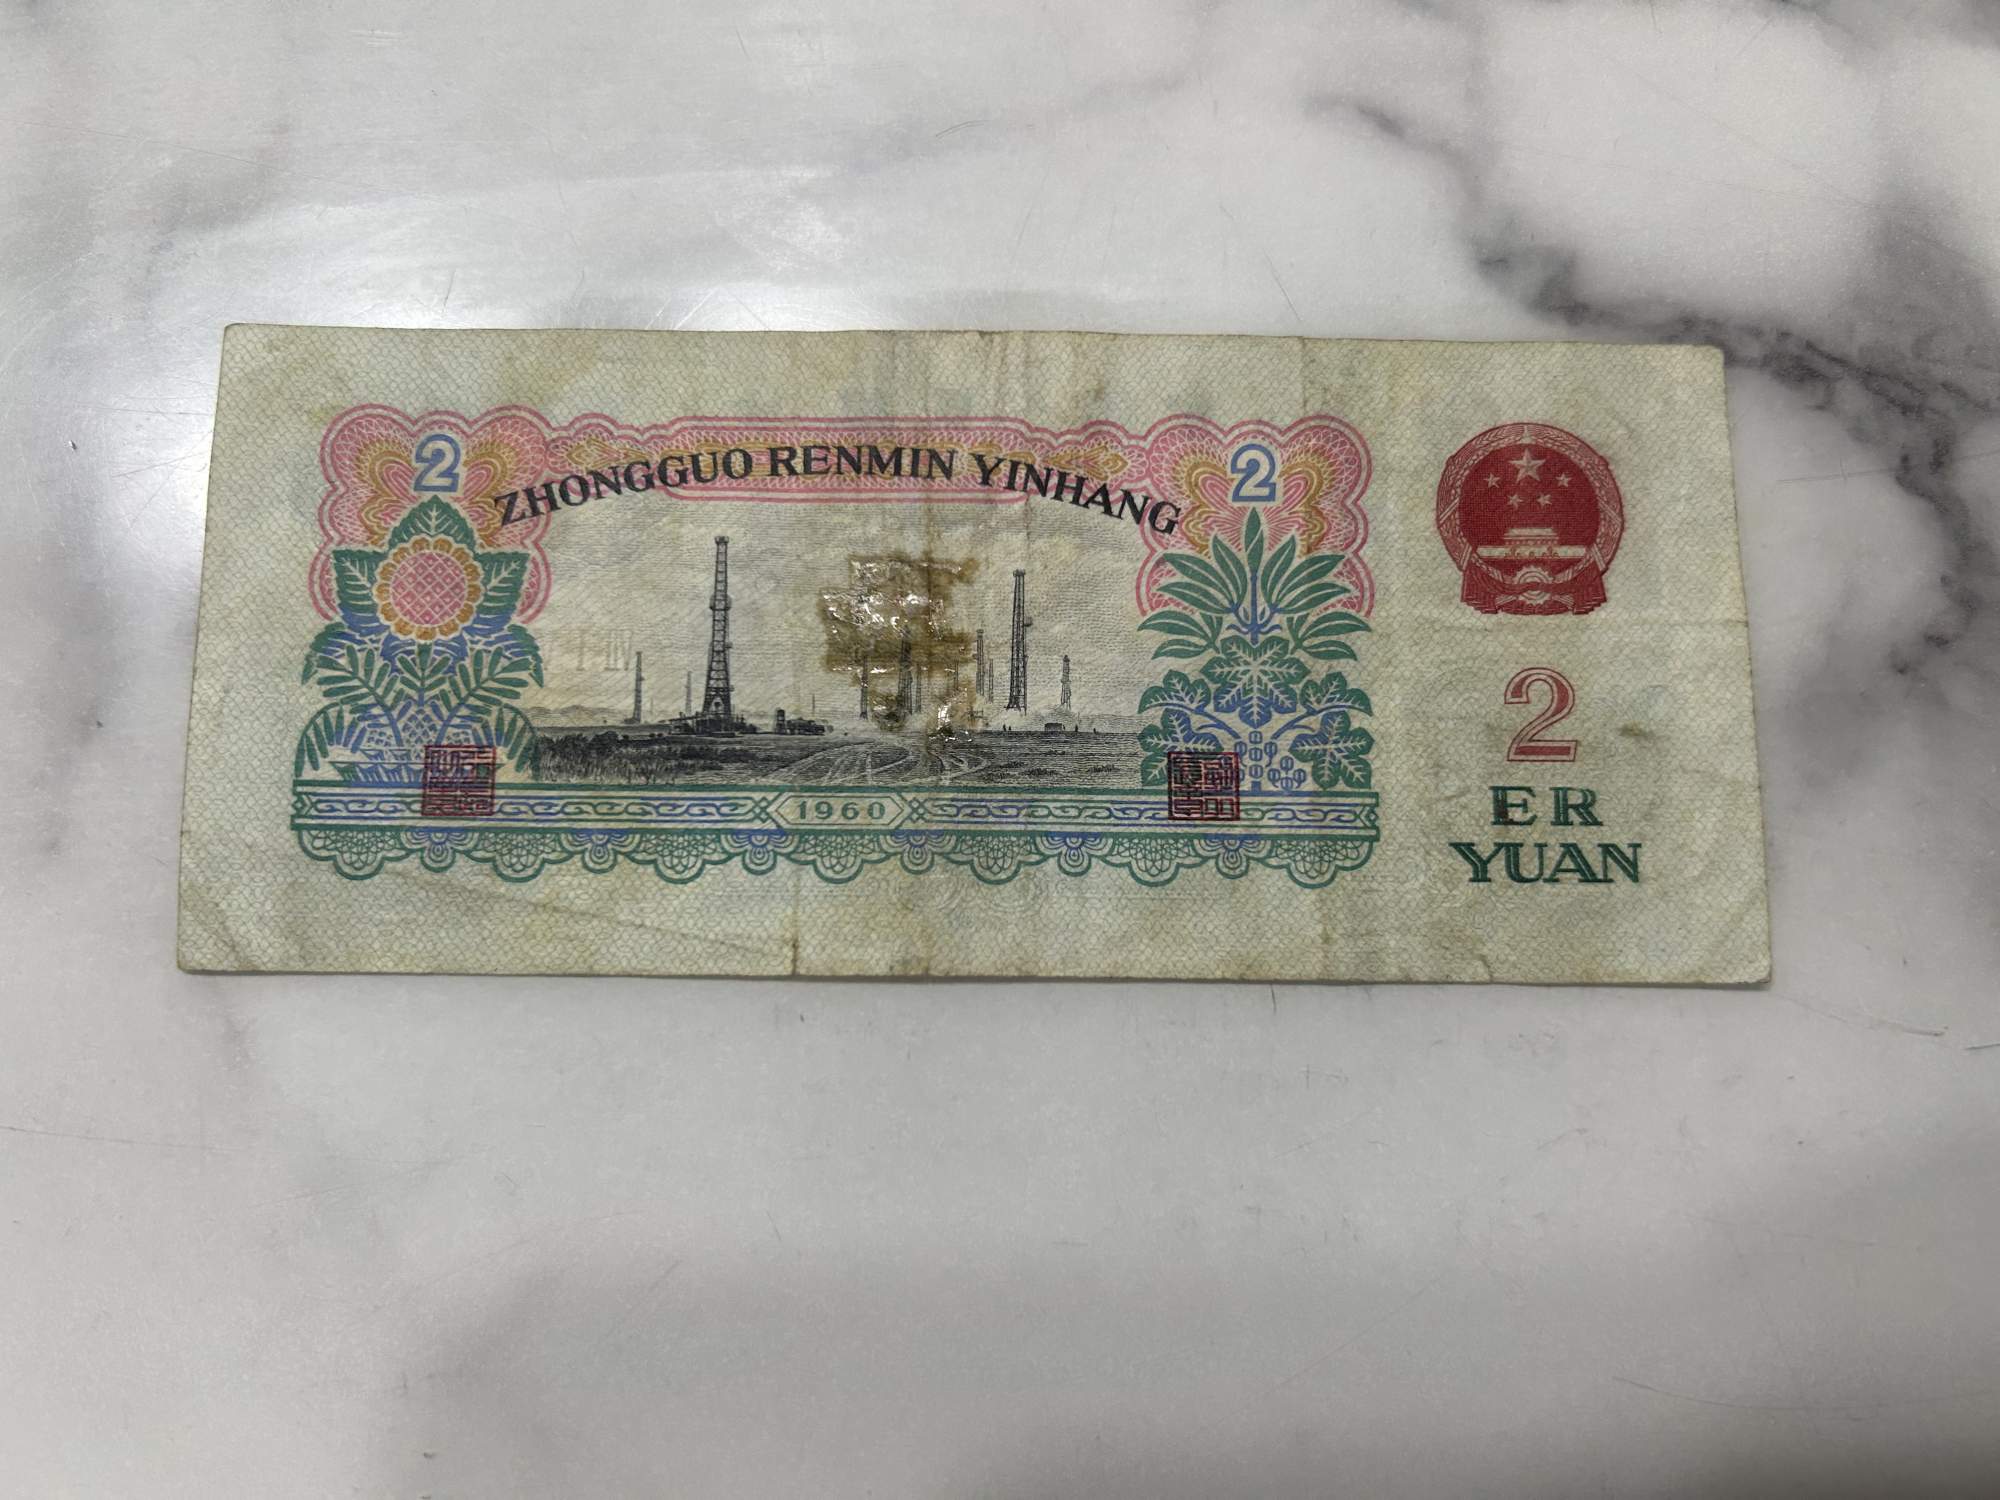 2
2
ZHONGGUO RENMIN YINHANG
1960
2
ER
YUAN